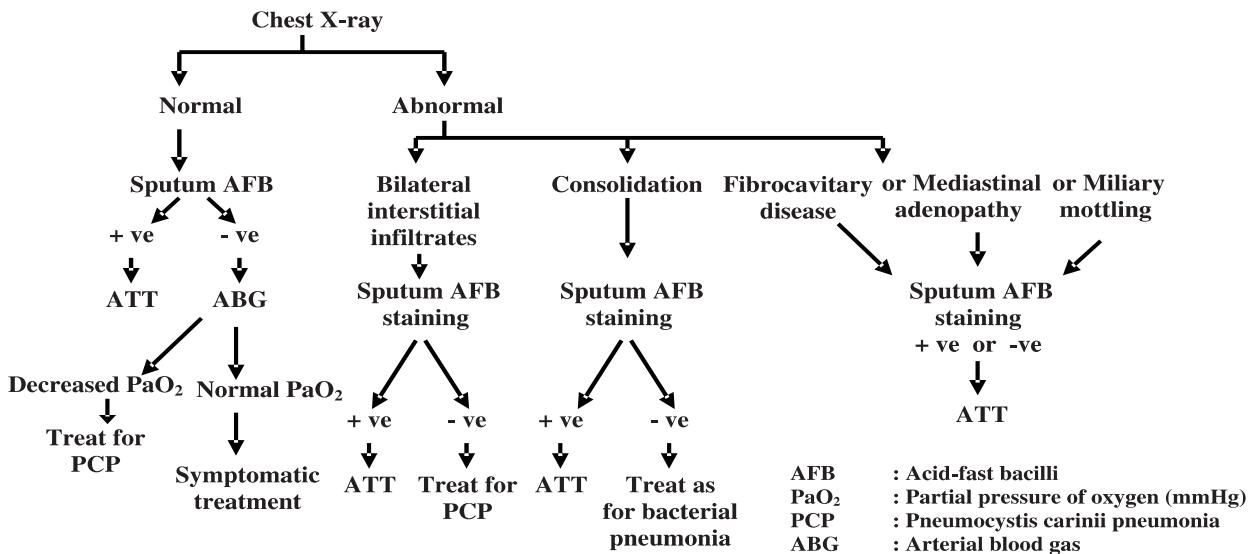 Chest X-ray
Normal
Abnormal
Sputum AFB
+ ve
- ve
ATT
ABG
Decreased PaO₂
Normal PaO₂
Treat for
PCP
Symptomatic
treatment
Bilateral
interstitial
infiltrates
Sputum AFB
staining
+ ve
- ve
ATT
Treat for
PCP
Consolidation
Sputum AFB
staining
+ ve
- ve
ATT
Treat as
for bacterial
pneumonia
Fibrocavitary
disease
or Mediastinal
adenopathy
or Miliary
mottling
Sputum AFB
staining
+ ve or -ve
ATT
AFB : Acid-fast bacilli
PaO₂ : Partial pressure of oxygen (mmHg)
PCP : Pneumocystis carinii pneumonia
ABG : Arterial blood gas